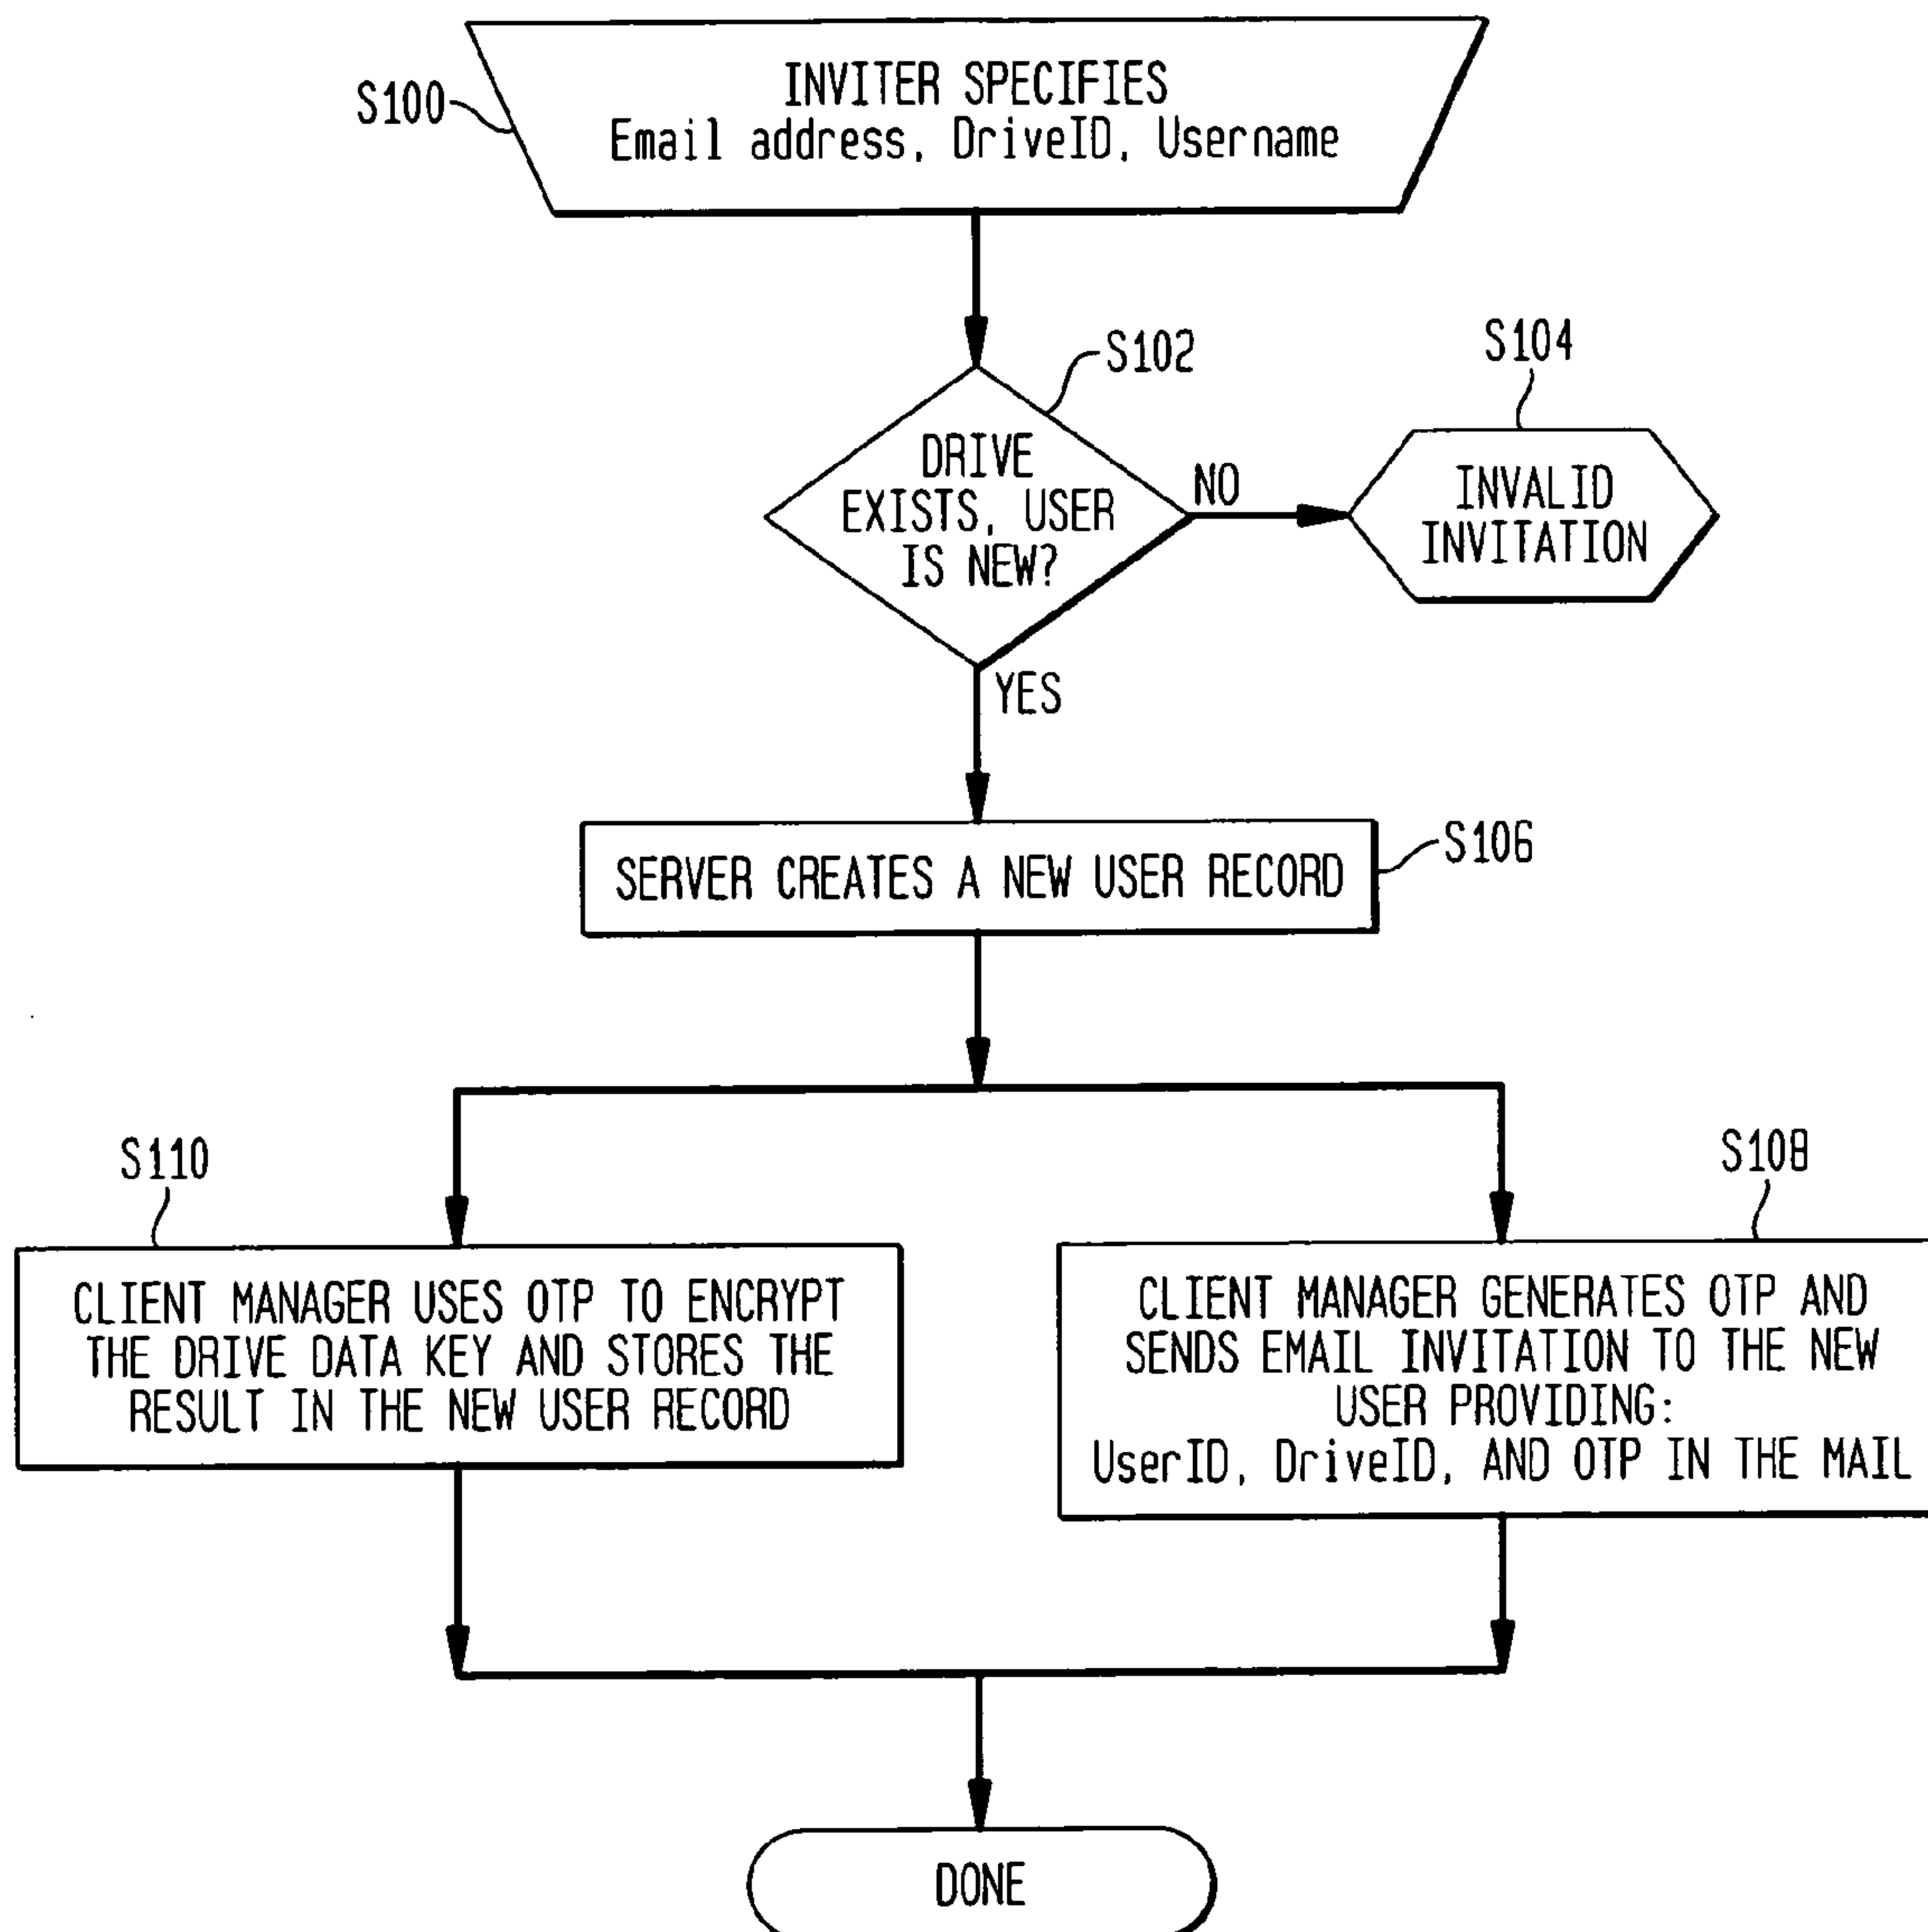 INVITER SPECIFIES
Email address, DriveID, Username
S100
S102
DRIVE
EXISTS, USER
IS NEW?
NO
S104
INVALID
INVITATION
YES
SERVER CREATES A NEW USER RECORD
S106
S110
CLIENT MANAGER USES OTP TO ENCRYPT
THE DRIVE DATA KEY AND STORES THE
RESULT IN THE NEW USER RECORD
S108
CLIENT MANAGER GENERATES OTP AND
SENDS EMAIL INVITATION TO THE NEW
USER PROVIDING:
UserID, DriveID, AND OTP IN THE MAIL
DONE